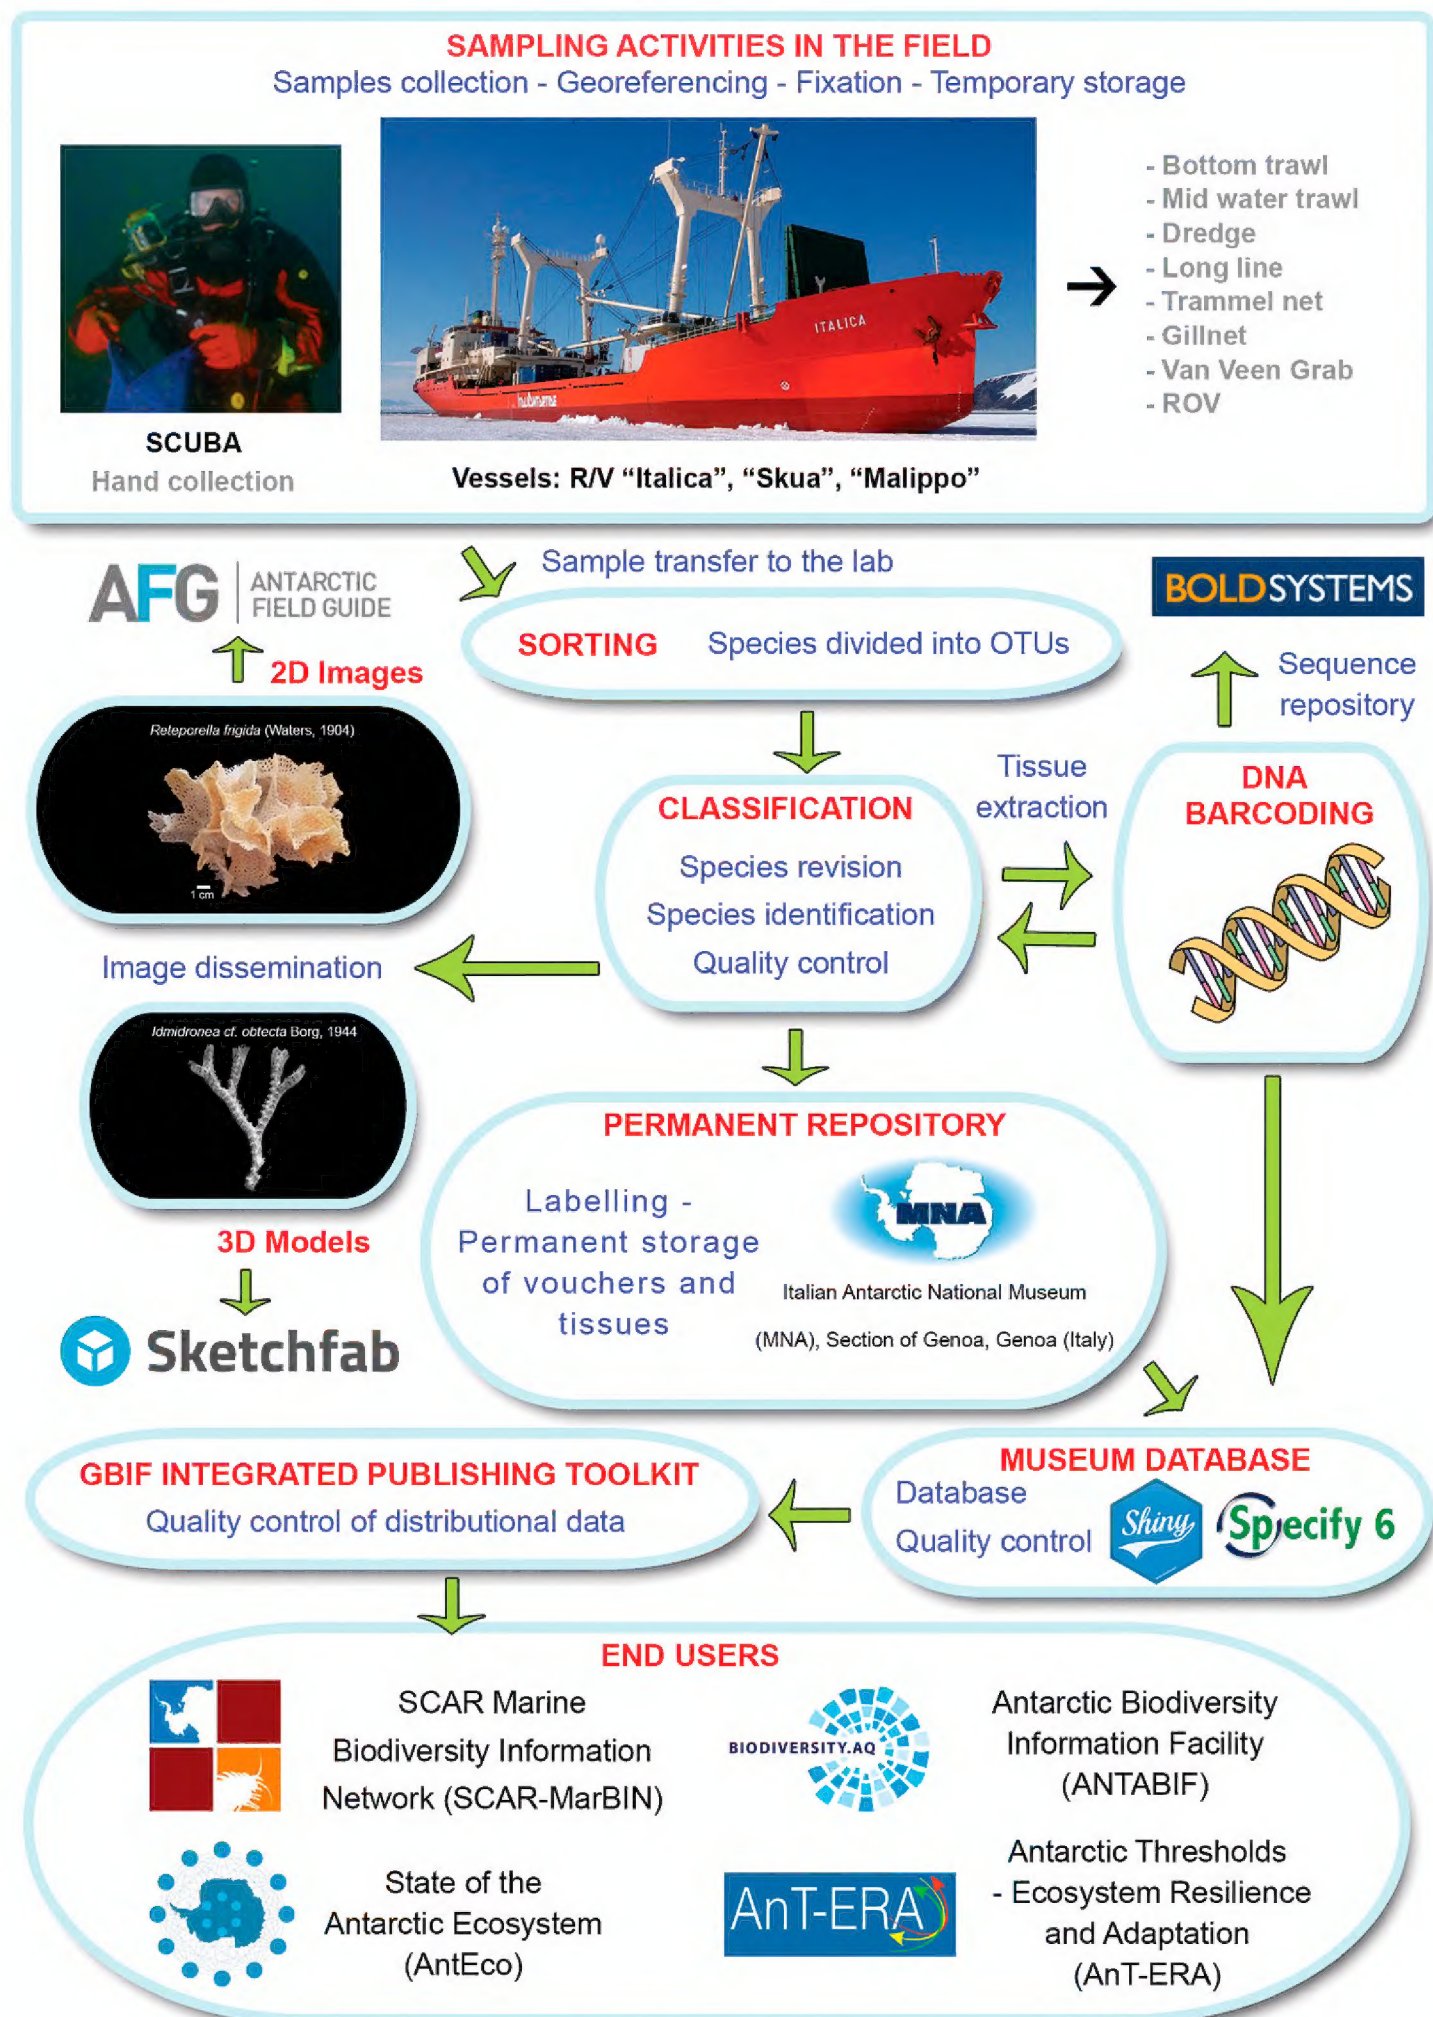 SAMPLING ACTIVITIES IN THE FIELD
Samples collection - Georeferencing - Fixation - Temporary storage
ITALICA
SCUBA
Hand collection
Vessels: R/V “Italica”, “Skua”, “Malippo”
- Bottom trawl
- Mid water trawl
- Dredge
- Long line
- Trammel net
- Gillnet
- Van Veen Grab
- ROV
Sample transfer to the lab
AFG
ANTARCTIC
FIELD GUIDE
BOLDSYSTEMS
SORTING Species divided into OTUs
2D Images
Sequence
repository
Reteporella frigida (Waters, 1904)
1 cm
CLASSIFICATION
Species revision
Species identification
Quality control
Tissue
extraction
DNA
BARCODING
Image dissemination
Idmidronea cf. obtecta Borg, 1944
3D Models
Sketchfab
PERMANENT REPOSITORY
Labelling -
Permanent storage
of vouchers and
tissues
MNA
Italian Antarctic National Museum
(MNA), Section of Genoa, Genoa (Italy)
GBIF INTEGRATED PUBLISHING TOOLKIT
Quality control of distributional data
MUSEUM DATABASE
Database
Quality control
Shiny
Specify 6
END USERS
SCAR Marine
Biodiversity Information
Network (SCAR-MarBIN)
BIODIVERSITY.AQ
Antarctic Biodiversity
Information Facility
(ANTABIF)
State of the
Antarctic Ecosystem
(AntEco)
AnT-ERA
Antarctic Thresholds
- Ecosystem Resilience
and Adaptation
(AnT-ERA)